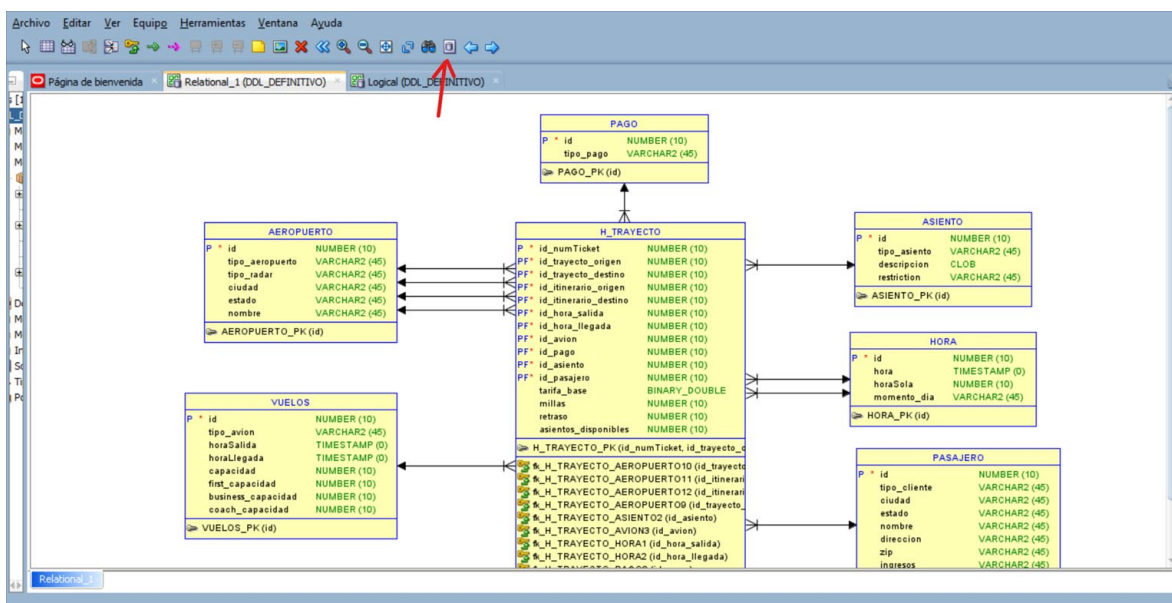 Archivo Editar Ver Equipo Herramientas Ventana Ayuda
Página de bienvenida Relational_1 (DDL_DEFINITIVO) Logical (DDL_DEFINITIVO)
PAGO
P * id NUMBER (10)
tipo_pago VARCHAR2 (45)
PAGO_PK (id)
AEROPUERTO
P * id NUMBER (10)
tipo_aeropuerto VARCHAR2 (45)
tipo_radar VARCHAR2 (45)
ciudad VARCHAR2 (45)
estado VARCHAR2 (45)
nombre VARCHAR2 (45)
AEROPUERTO_PK (id)
VUELOS
P * id NUMBER (10)
tipo_avion VARCHAR2 (45)
horaSalida TIMESTAMP (0)
horaLlegada TIMESTAMP (0)
capacidad NUMBER (10)
first_capacidad NUMBER (10)
business_capacidad NUMBER (10)
coach_capacidad NUMBER (10)
VUELOS_PK (id)
H_TRAYECTO
P * id_numTicket NUMBER (10)
PF* id_trayecto_origen NUMBER (10)
PF* id_trayecto_destino NUMBER (10)
PF* id_itinerario_origen NUMBER (10)
PF* id_itinerario_destino NUMBER (10)
PF* id_hora_salida NUMBER (10)
PF* id_hora_llegada NUMBER (10)
PF* id_avion NUMBER (10)
PF* id_pago NUMBER (10)
PF* id_asiento NUMBER (10)
PF* id_pasajero NUMBER (10)
tarifa_base BINARY_DOUBLE
millas NUMBER (10)
retraso NUMBER (10)
asientos_disponibles NUMBER (10)
H_TRAYECTO_PK (id_numTicket, id_trayecto_o
fk_H_TRAYECTO_AEROPUERTO10 (id_trayecto
fk_H_TRAYECTO_AEROPUERTO11 (id_itinerari
fk_H_TRAYECTO_AEROPUERTO12 (id_itinerari
fk_H_TRAYECTO_AEROPUERTO9 (id_trayecto_
fk_H_TRAYECTO_ASIENTO2 (id_asiento)
fk_H_TRAYECTO_AVION3 (id_avion)
fk_H_TRAYECTO_HORA1 (id_hora_salida)
fk_H_TRAYECTO_HORA2 (id_hora_llegada)
ASIENTO
P * id NUMBER (10)
tipo_asiento VARCHAR2 (45)
descripcion CLOB
restriction VARCHAR2 (45)
ASIENTO_PK (id)
HORA
P * id NUMBER (10)
hora TIMESTAMP (0)
horaSola NUMBER (10)
momento_dia VARCHAR2 (45)
HORA_PK (id)
PASAJERO
P * id NUMBER (10)
tipo_cliente VARCHAR2 (45)
ciudad VARCHAR2 (45)
estado VARCHAR2 (45)
nombre VARCHAR2 (45)
direccion VARCHAR2 (45)
zip VARCHAR2 (45)
ingresos VARCHAR2 (45)
Relational_1